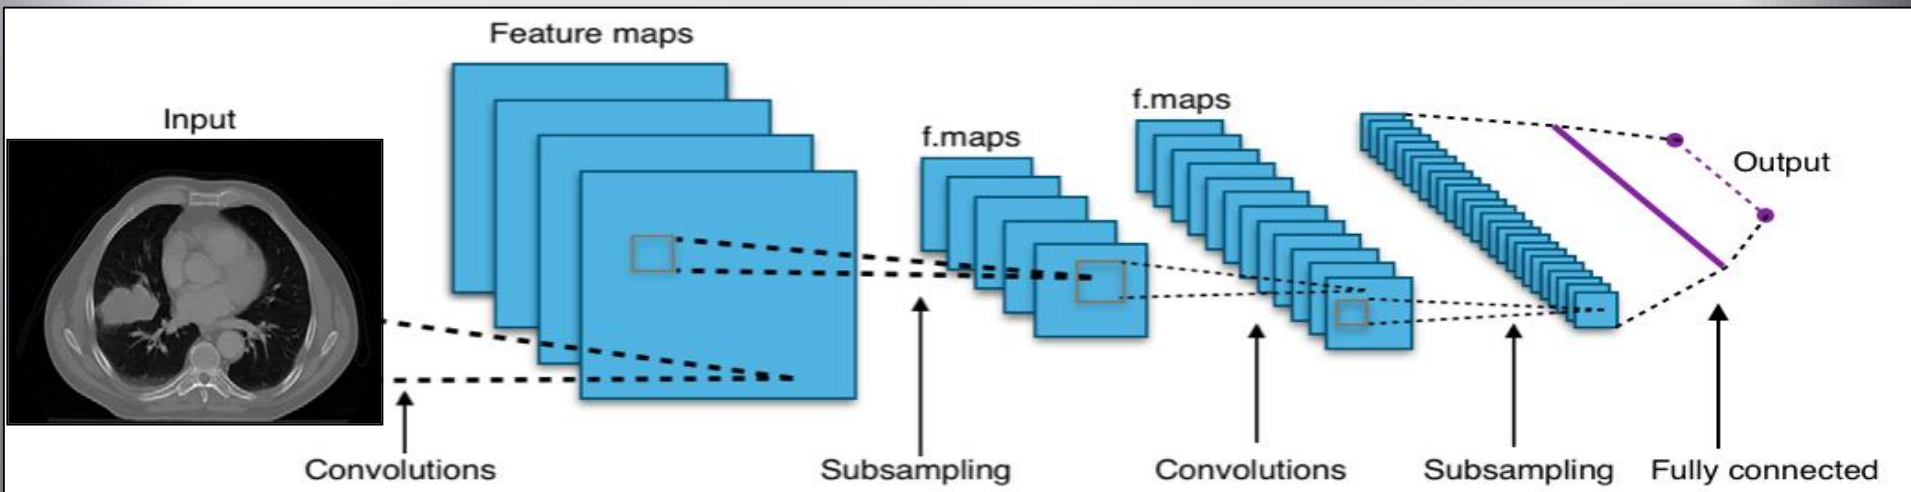 Feature maps
Input
f.maps
f.maps
Output
Convolutions
Subsampling
Convolutions
Subsampling
Fully connected